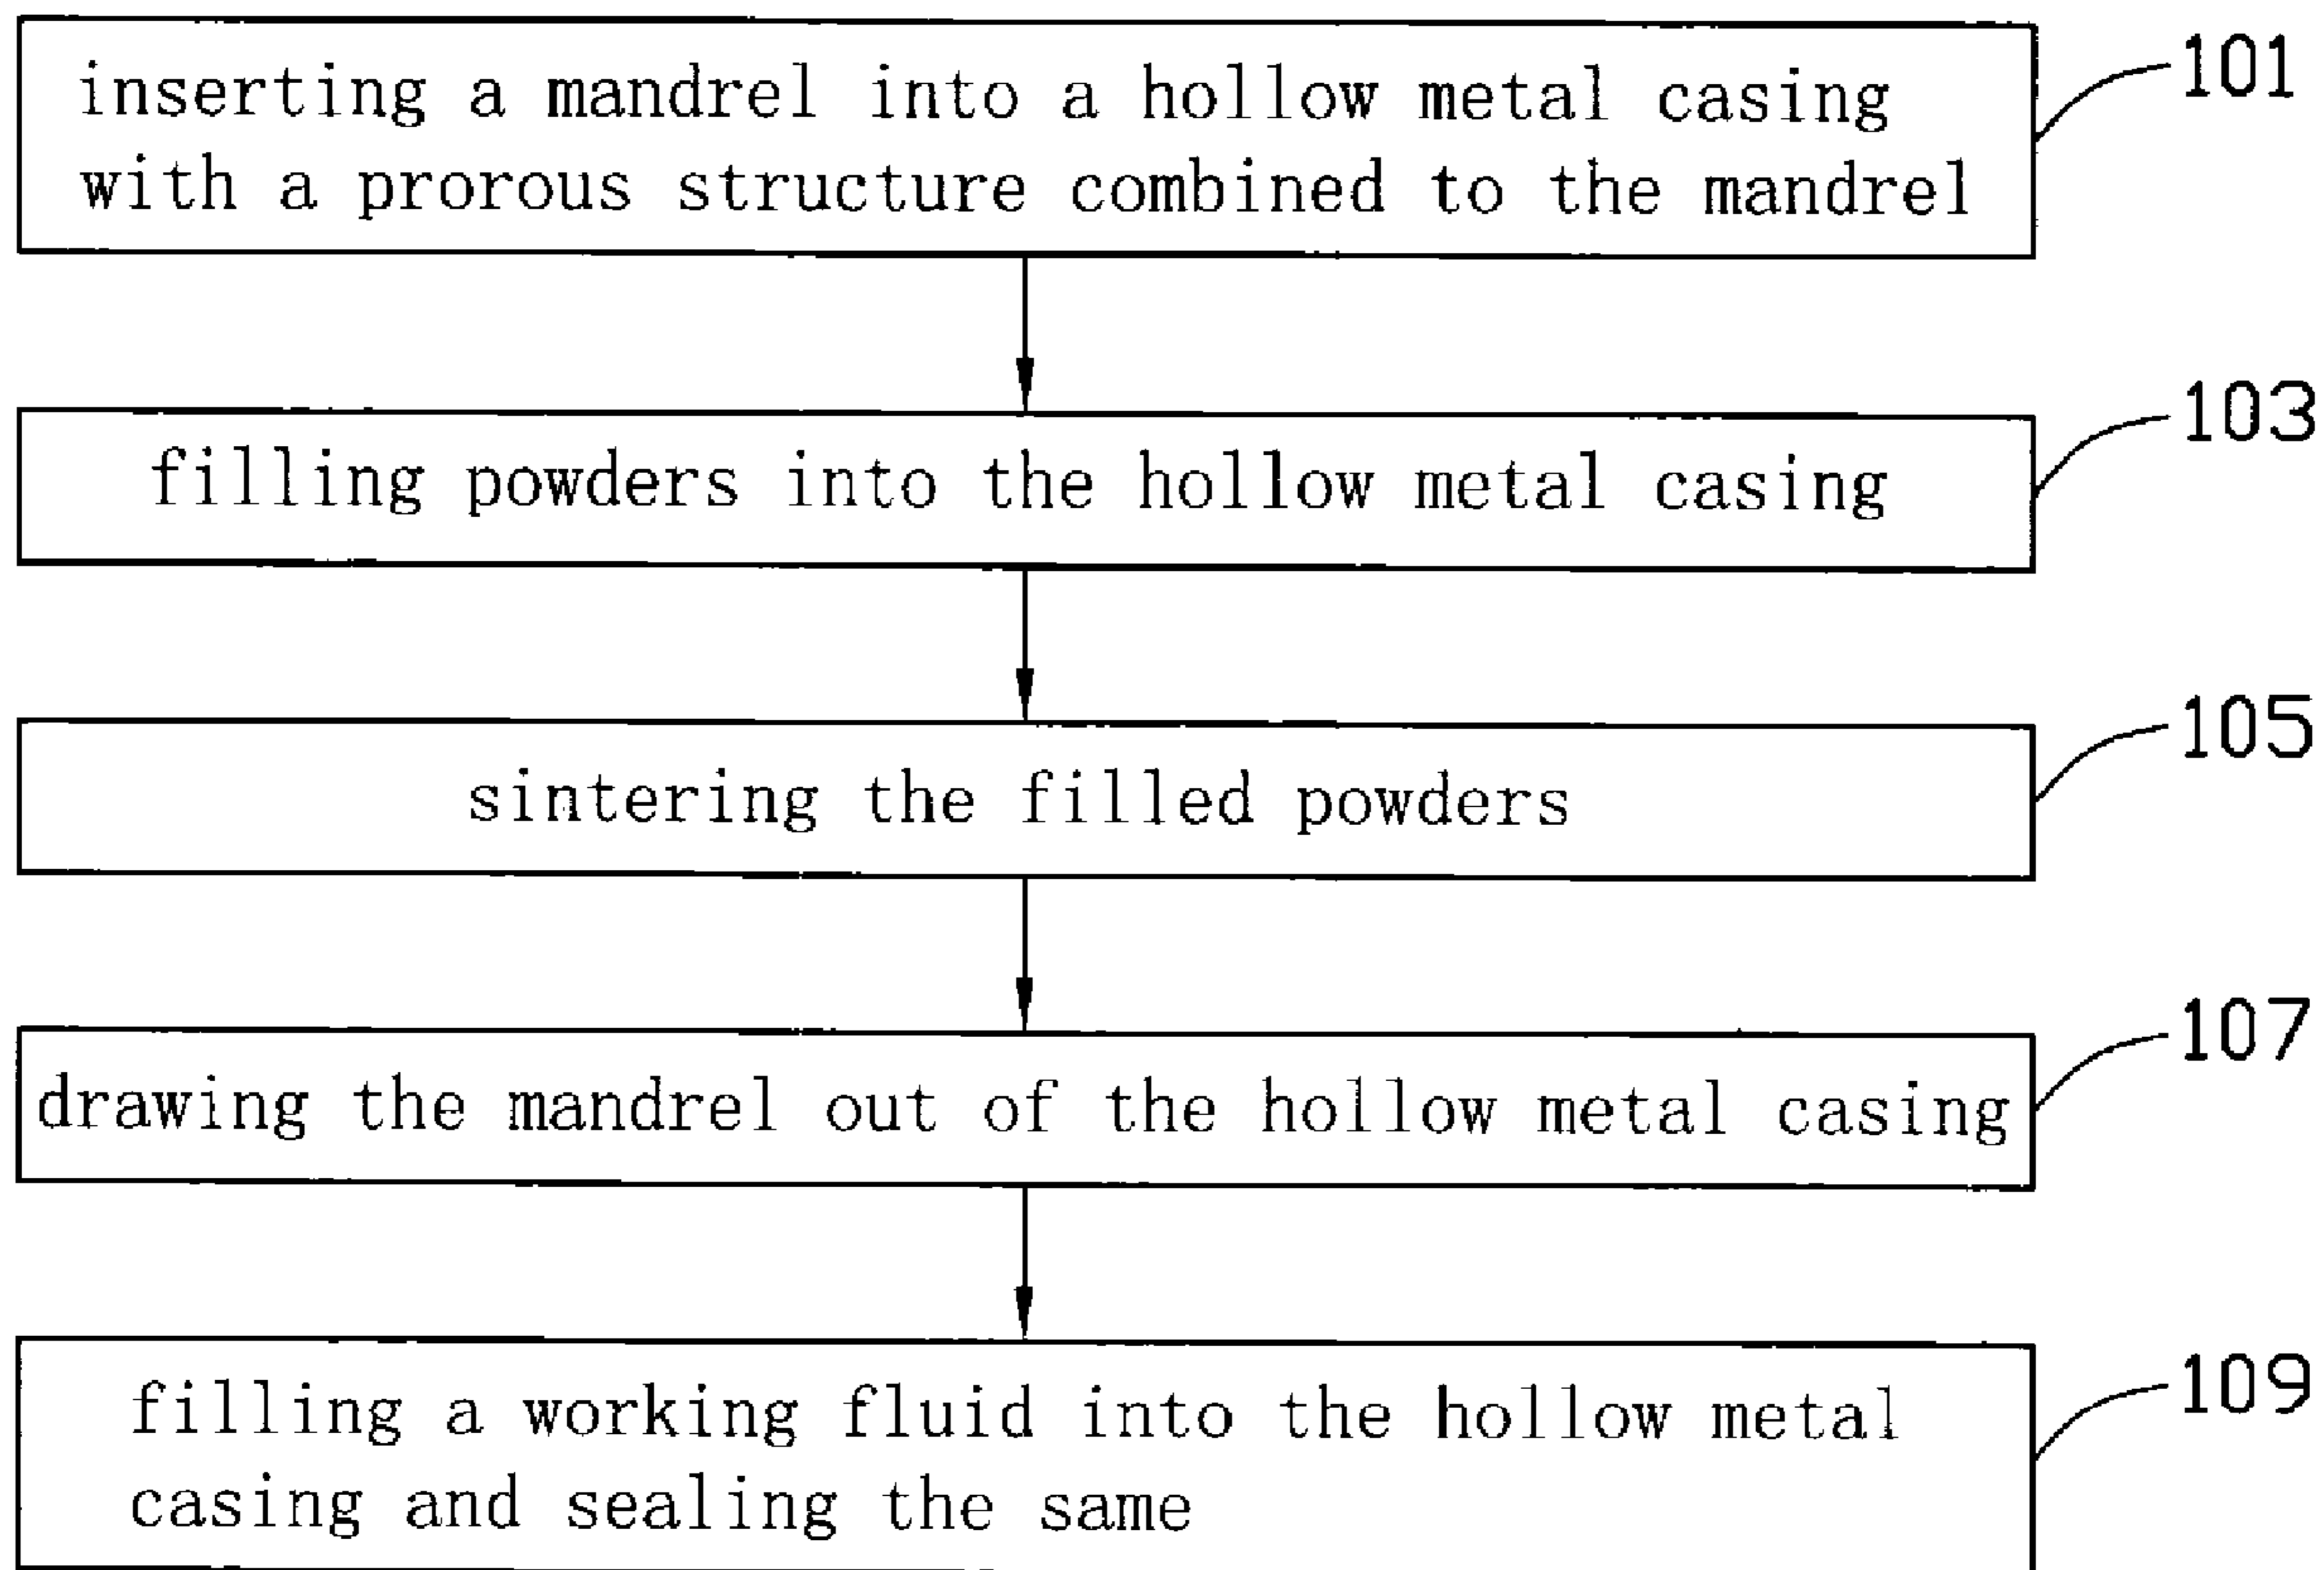 inserting a mandrel into a hollow metal casing
with a prorous structure combined to the mandrel
101
filling powders into the hollow metal casing
103
sintering the filled powders
105
drawing the mandrel out of the hollow metal casing
107
filling a working fluid into the hollow metal
casing and sealing the same
109